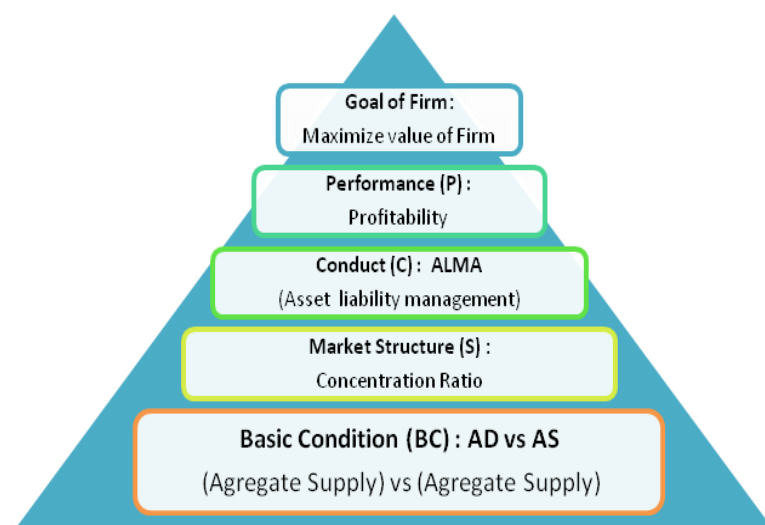 Goal of Firm:
Maximize value of Firm
Performance (P) :
Profitability
Conduct (C) : ALMA
(Asset liability management)
Market Structure (S) :
Concentration Ratio
Basic Condition (BC) : AD vs AS
(Agregate Supply) vs (Agregate Supply)